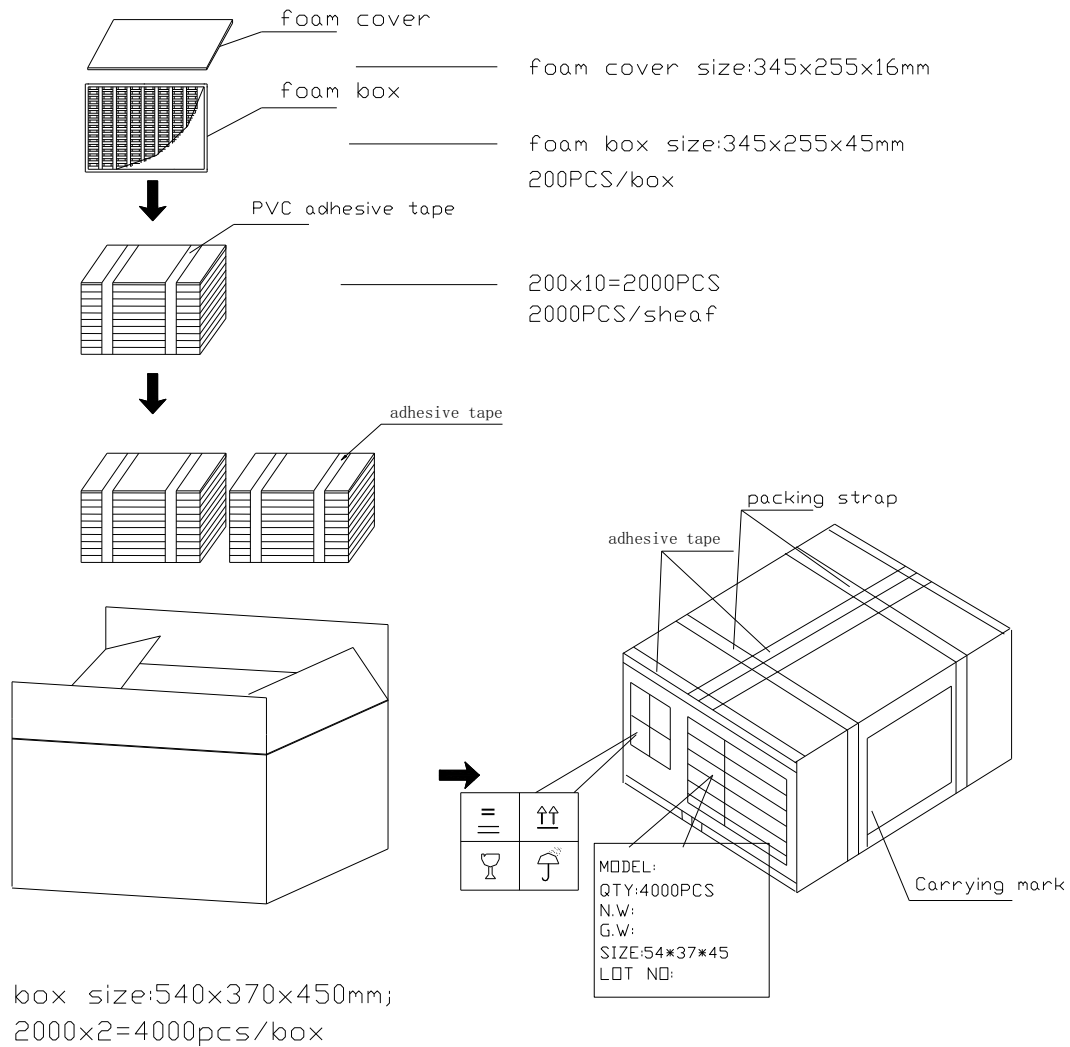 foam cover
foam cover size:345x255x16mm
foam box
foam box size:345x255x45mm
200PCS/box
PVC adhesive tape
200x10=2000PCS
2000PCS/sheaf
adhesive tape
packing strap
adhesive tape
MODEL:
QTY:4000PCS
N.W:
G.W:
SIZE:54*37*45
LOT NO:
Carrying mark
box size:540x370x450mm;
2000x2=4000pcs/box